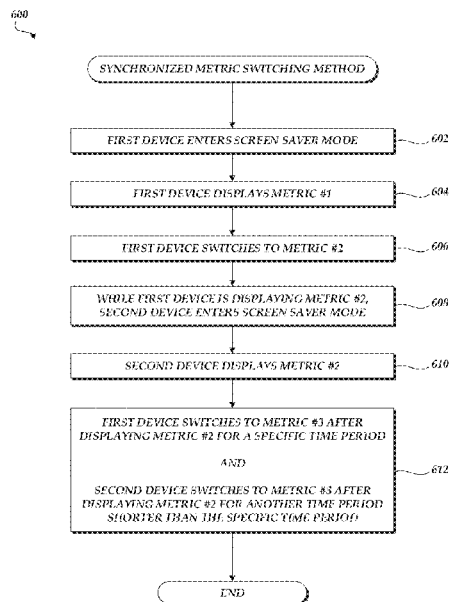 600
SYNCHRONIZED METRIC SWITCHING METHOD
FIRST DEVICE ENTERS SCREEN SAVER MODE
602
FIRST DEVICE DISPLAYS METRIC #1
604
FIRST DEVICE SWITCHES TO METRIC #2
606
WHILE FIRST DEVICE IS DISPLAYING METRIC #2,
SECOND DEVICE ENTERS SCREEN SAVER MODE
608
SECOND DEVICE DISPLAYS METRIC #2
610
FIRST DEVICE SWITCHES TO METRIC #3 AFTER
DISPLAYING METRIC #2 FOR A SPECIFIC TIME PERIOD
AND
SECOND DEVICE SWITCHES TO METRIC #3 AFTER
DISPLAYING METRIC #2 FOR ANOTHER TIME PERIOD
SHORTER THAN THE SPECIFIC TIME PERIOD
612
END